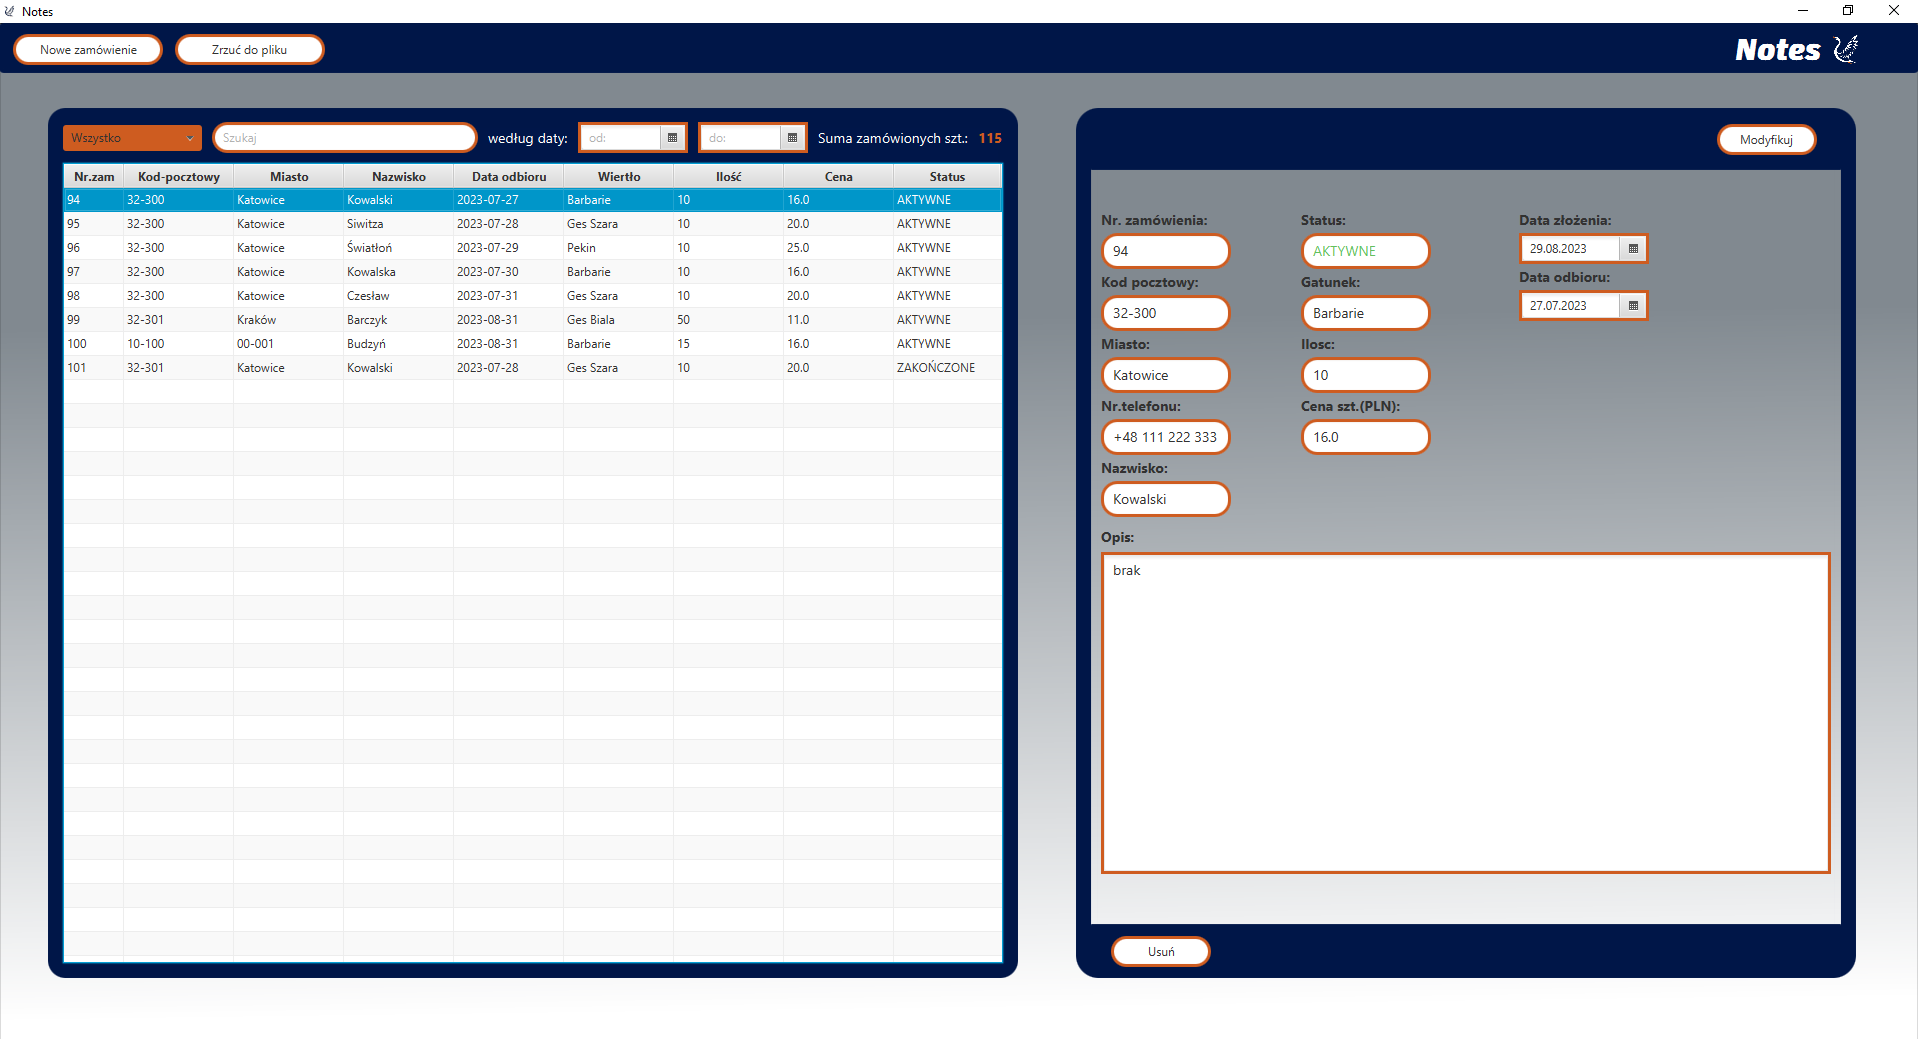 Notes
Nowe zamówienie Zrzuć do pliku Notes
Wszystko Szukaj według daty: od: do: Suma zamówionych szt.: 115
Nr.zam Kod-pocztowy Miasto Nazwisko Data odbioru Wiertło Ilość Cena Status
94 32-300 Katowice Kowalski 2023-07-27 Barbarie 10 16.0 AKTYWNE
95 32-300 Katowice Siwitza 2023-07-28 Ges Szara 10 20.0 AKTYWNE
96 32-300 Katowice Światłoń 2023-07-29 Pekin 10 25.0 AKTYWNE
97 32-300 Katowice Kowalska 2023-07-30 Barbarie 10 16.0 AKTYWNE
98 32-300 Katowice Czesław 2023-07-31 Ges Szara 10 20.0 AKTYWNE
99 32-301 Kraków Barczyk 2023-08-31 Ges Biala 50 11.0 AKTYWNE
100 10-100 00-001 Budzyń 2023-08-31 Barbarie 15 16.0 AKTYWNE
101 32-301 Katowice Kowalski 2023-07-28 Ges Szara 10 20.0 ZAKOŃCZONE
Modyfikuj
Nr. zamówienia: Status: Data złożenia:
94 AKTYWNE 29.08.2023
Kod pocztowy: Gatunek: Data odbioru:
32-300 Barbarie 27.07.2023
Miasto: Ilosc:
Katowice 10
Nr.telefonu: Cena szt.(PLN):
+48 111 222 333 16.0
Nazwisko:
Kowalski
Opis:
brak
Usuń